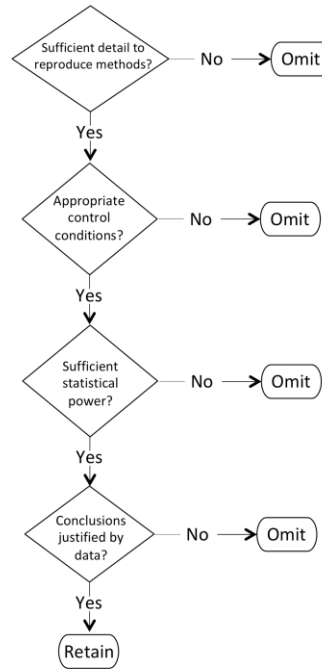 Sufficient detail to
reproduce methods?
No
Omit
Yes
Appropriate
control
conditions?
No
Omit
Yes
Sufficient
statistical
power?
No
Omit
Yes
Conclusions
justified by
data?
No
Omit
Yes
Retain